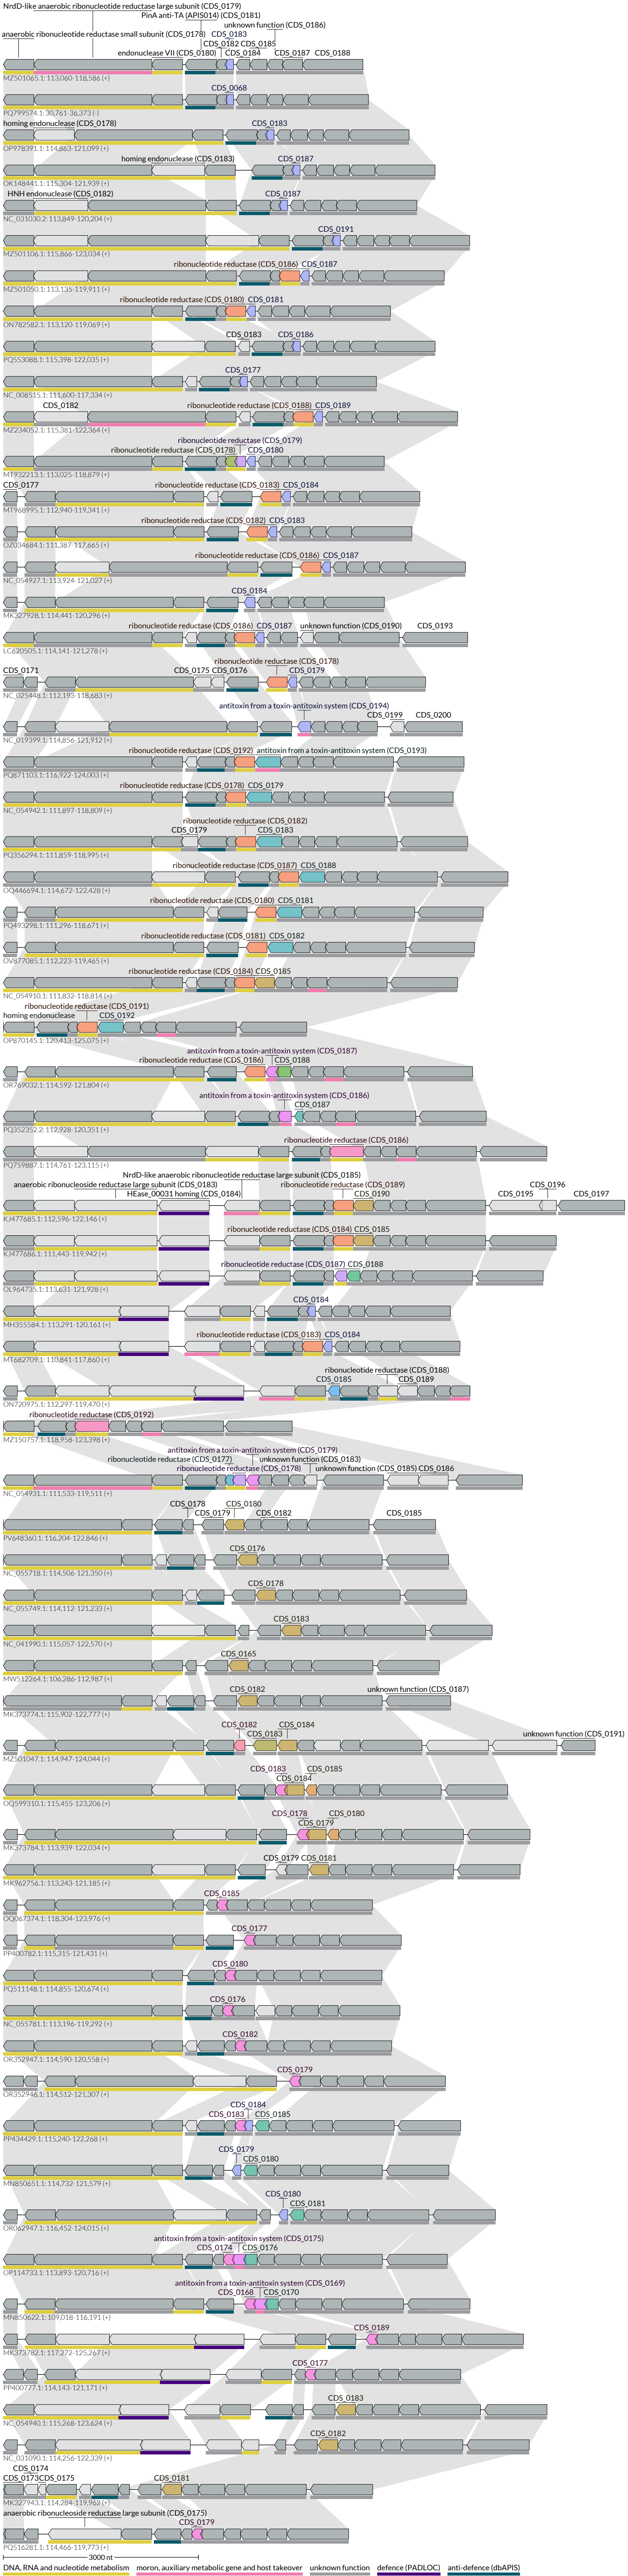 NrdD-like anaerobic ribonucleotide reductase large subunit (CDS_0179)
PinA anti-TA (APIS014) (CDS_0181)
unknown function (CDS_0186)
anaerobic ribonucleotide reductase small subunit (CDS_0178) CDS_0183
CDS_0182 CDS_0185
endonuclease VII (CDS_0180) CDS_0184 CDS_0187 CDS_0188
MZ501065.1: 113,060-118,586 (+)
CDS_0068
PQ799574.1: 30,761-36,373 (-)
homing endonuclease (CDS_0178) CDS_0183
OP978391.1: 114,863-121,099 (+)
homing endonuclease (CDS_0183) CDS_0187
OK148441.1: 115,304-121,939 (+)
HNH endonuclease (CDS_0182) CDS_0187
NC_031030.2: 113,849-120,204 (+)
CDS_0191
MZ501106.1: 115,866-123,034 (+)
ribonucleotide reductase (CDS_0186) CDS_0187
MZ501050.1: 113,135-119,911 (+)
ribonucleotide reductase (CDS_0180) CDS_0181
ON782582.1: 113,120-119,069 (+)
CDS_0183 CDS_0186
PQ553088.1: 115,398-122,035 (+)
CDS_0177
NC_008515.1: 111,600-117,334 (+)
CDS_0182 ribonucleotide reductase (CDS_0188) CDS_0189
MZ234052.1: 115,381-122,364 (+)
ribonucleotide reductase (CDS_0179)
ribonucleotide reductase (CDS_0178) CDS_0180
MT932213.1: 113,025-118,879 (+)
CDS_0177 ribonucleotide reductase (CDS_0183) CDS_0184
MT968995.1: 112,940-119,341 (+)
ribonucleotide reductase (CDS_0182) CDS_0183
OZ034684.1: 111,387-117,665 (+)
ribonucleotide reductase (CDS_0186) CDS_0187
NC_054927.1: 113,924-121,027 (+)
CDS_0184
MK327928.1: 114,441-120,296 (+)
ribonucleotide reductase (CDS_0186) CDS_0187 unknown function (CDS_0190) CDS_0193
LC620505.1: 114,141-121,278 (+)
ribonucleotide reductase (CDS_0178)
CDS_0171 CDS_0175 CDS_0176 CDS_0179
NC_025448.1: 112,193-118,683 (+)
antitoxin from a toxin-antitoxin system (CDS_0194)
CDS_0199 CDS_0200
NC_019399.1: 114,856-121,912 (+)
ribonucleotide reductase (CDS_0192) antitoxin from a toxin-antitoxin system (CDS_0193)
PQ871103.1: 116,922-124,003 (+)
ribonucleotide reductase (CDS_0178) CDS_0179
NC_054942.1: 111,897-118,809 (+)
ribonucleotide reductase (CDS_0182)
CDS_0179 CDS_0183
PQ356294.1: 111,859-118,995 (+)
ribonucleotide reductase (CDS_0187) CDS_0188
OQ446694.1: 114,672-122,428 (+)
ribonucleotide reductase (CDS_0180) CDS_0181
PQ493298.1: 111,296-118,671 (+)
ribonucleotide reductase (CDS_0181) CDS_0182
OV877085.1: 112,223-119,465 (+)
ribonucleotide reductase (CDS_0184) CDS_0185
NC_054910.1: 111,832-118,814 (+)
ribonucleotide reductase (CDS_0191)
homing endonuclease CDS_0192
OP870145.1: 120,413-125,075 (+)
antitoxin from a toxin-antitoxin system (CDS_0187)
ribonucleotide reductase (CDS_0186) CDS_0188
OR769032.1: 114,592-121,804 (+)
antitoxin from a toxin-antitoxin system (CDS_0186)
CDS_0187
PQ352352.2: 112,928-120,351 (+)
ribonucleotide reductase (CDS_0186)
PQ759887.1: 114,761-123,115 (+)
NrdD-like anaerobic ribonucleotide reductase large subunit (CDS_0185)
anaerobic ribonucleoside reductase large subunit (CDS_0183) ribonucleotide reductase (CDS_0189) CDS_0196
HEase_00031 homing (CDS_0184) CDS_0190 CDS_0195 CDS_0197
KJ477685.1: 112,596-122,146 (+)
ribonucleotide reductase (CDS_0184) CDS_0185
KJ477686.1: 111,443-119,942 (+)
ribonucleotide reductase (CDS_0187) CDS_0188
OL964735.1: 113,631-121,928 (+)
CDS_0184
MH355584.1: 113,291-120,161 (+)
ribonucleotide reductase (CDS_0183) CDS_0184
MT682709.1: 110,841-117,860 (+)
ribonucleotide reductase (CDS_0188)
CDS_0185 CDS_0189
ON720975.1: 112,297-119,470 (+)
ribonucleotide reductase (CDS_0192)
MZ150757.1: 118,958-123,398 (+)
antitoxin from a toxin-antitoxin system (CDS_0179)
ribonucleotide reductase (CDS_0177) unknown function (CDS_0183)
ribonucleotide reductase (CDS_0178) unknown function (CDS_0185) CDS_0186
NC_054931.1: 111,533-119,511 (+)
CDS_0178 CDS_0180
CDS_0179 CDS_0182 CDS_0185
PV648360.1: 116,204-122,846 (+)
CDS_0176
NC_055718.1: 114,506-121,350 (+)
CDS_0178
NC_055749.1: 114,112-121,233 (+)
CDS_0183
NC_041990.1: 115,057-122,570 (+)
CDS_0165
MW512264.1: 106,286-112,987 (+)
CDS_0182 unknown function (CDS_0187)
MK373774.1: 115,902-122,777 (+)
CDS_0182 CDS_0184
CDS_0183 unknown function (CDS_0191)
MZ501047.1: 114,947-124,044 (+)
CDS_0183 CDS_0185
CDS_0184
OQ599310.1: 115,455-123,206 (+)
CDS_0178 CDS_0180
CDS_0179
MK373784.1: 113,939-122,034 (+)
CDS_0179 CDS_0181
MK962756.1: 113,243-121,185 (+)
CDS_0185
OQ067374.1: 118,304-123,976 (+)
CDS_0177
PP400782.1: 115,315-121,431 (+)
CDS_0180
PQ511148.1: 114,855-120,674 (+)
CDS_0176
NC_055781.1: 113,196-119,292 (+)
CDS_0182
OR352947.1: 114,590-120,558 (+)
CDS_0179
OR352946.1: 114,512-121,307 (+)
CDS_0184
CDS_0183 CDS_0185
PP434429.1: 115,240-122,268 (+)
CDS_0179
CDS_0180
MN850651.1: 114,732-121,579 (+)
CDS_0180
CDS_0181
OR062947.1: 116,452-124,015 (+)
antitoxin from a toxin-antitoxin system (CDS_0175)
CDS_0174 CDS_0176
OP114733.1: 113,893-120,716 (+)
antitoxin from a toxin-antitoxin system (CDS_0169)
CDS_0168 CDS_0170
MN850622.1: 109,018-116,191 (+)
CDS_0189
MK373782.1: 117,272-125,267 (+)
CDS_0177
PP400777.1: 114,143-121,171 (+)
CDS_0183
NC_054940.1: 115,268-123,624 (+)
CDS_0182
NC_031090.1: 114,256-122,339 (+)
CDS_0174
CDS_0173 CDS_0175 CDS_0181
MK327943.1: 114,284-119,962 (+)
anaerobic ribonucleoside reductase large subunit (CDS_0175)
CDS_0179
PQ516281.1: 114,466-119,773 (+)
3000 nt
DNA, RNA and nucleotide metabolism moron, auxiliary metabolic gene and host takeover unknown function defence (PADLOC) anti-defence (dbAPIS)